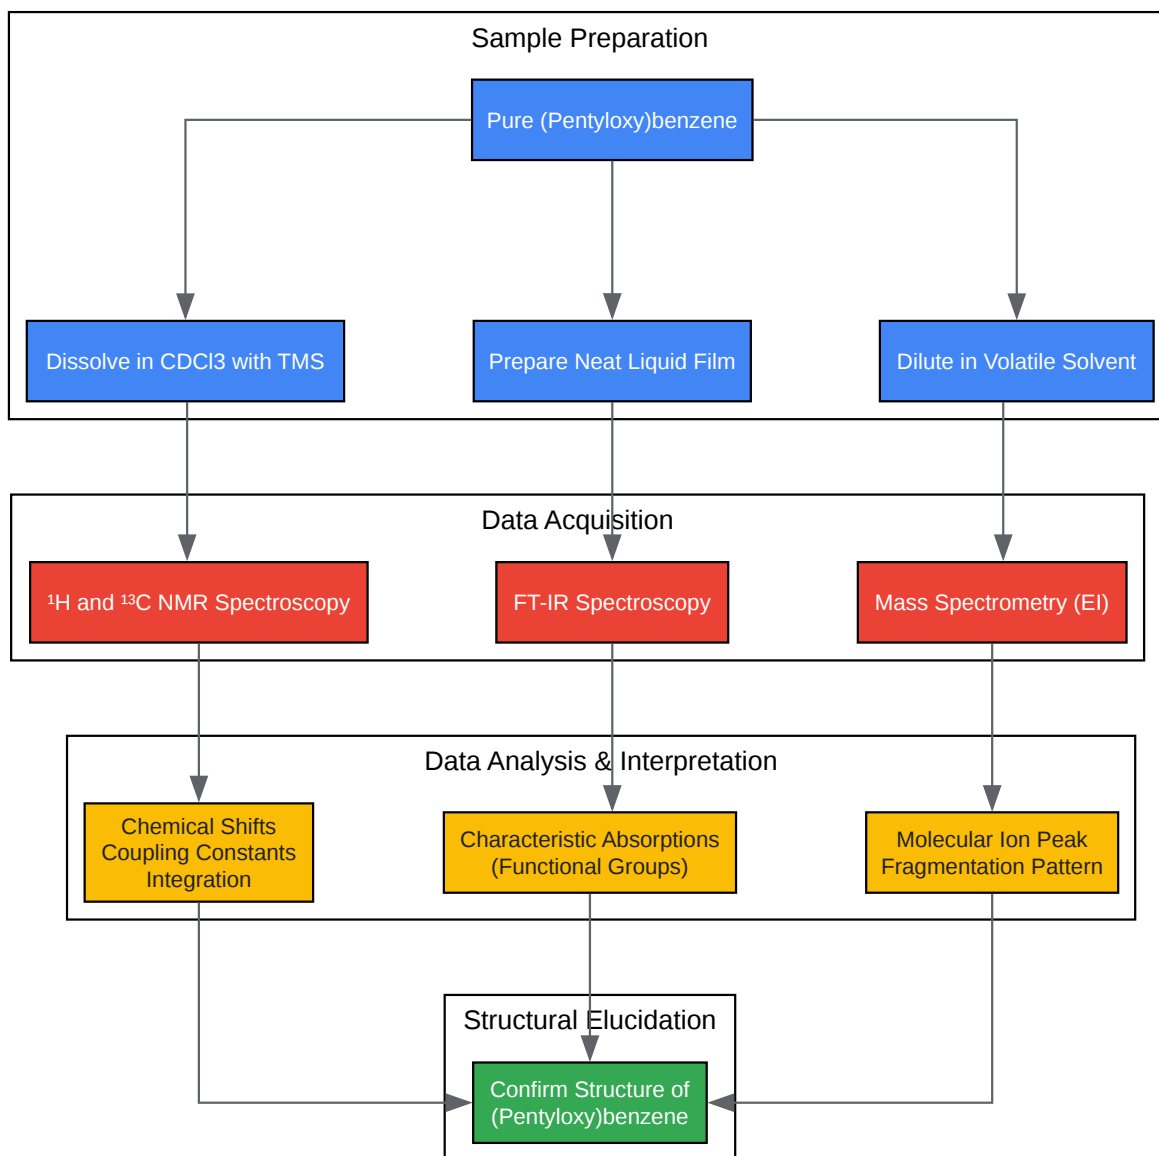 Sample Preparation
Pure (Pentyloxy)benzene
Dissolve in CDCl3 with TMS
Prepare Neat Liquid Film
Dilute in Volatile Solvent
Data Acquisition
¹H and ¹³C NMR Spectroscopy
FT-IR Spectroscopy
Mass Spectrometry (EI)
Data Analysis & Interpretation
Chemical Shifts
Coupling Constants
Integration
Characteristic Absorptions
(Functional Groups)
Molecular Ion Peak
Fragmentation Pattern
Structural Elucidation
Confirm Structure of
(Pentyloxy)benzene